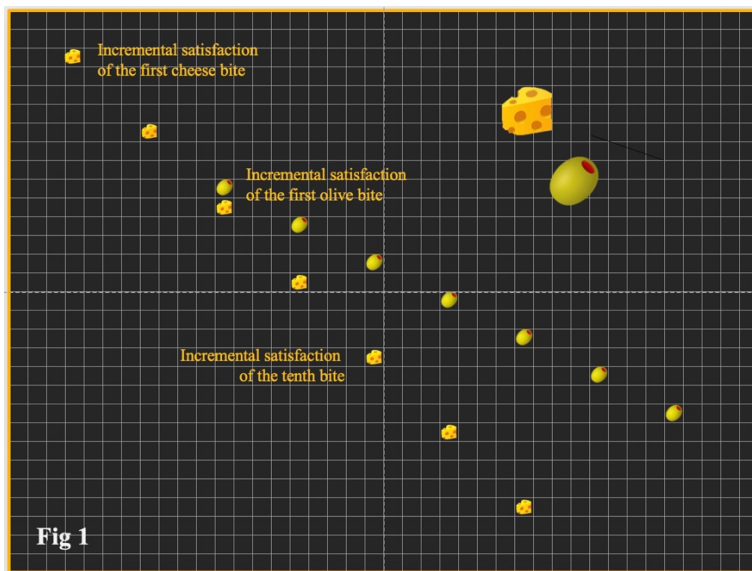 Incremental satisfaction
of the first cheese bite
Incremental satisfaction
of the first olive bite
Incremental satisfaction
of the tenth bite
Fig 1